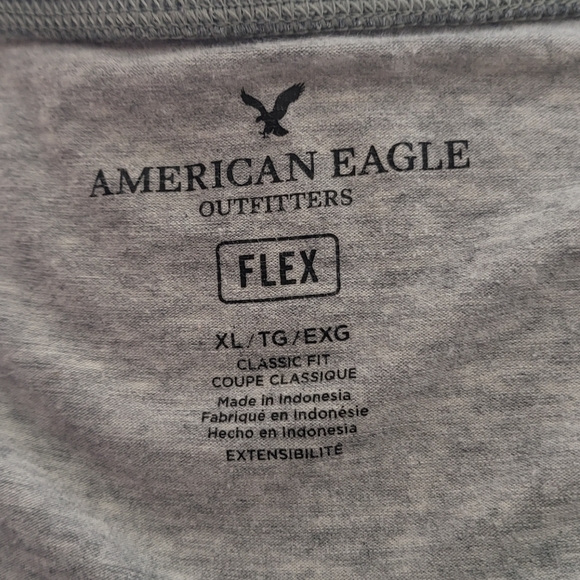 AMERICAN EAGLE
OUTFITTERS
FLEX
XL/TG/EXG
CLASSIC FIT
COUPE CLASSIQUE
Made in Indonesia
Fabriqué en Indonésie
Hecho en Indonesia
EXTENSIBILITÉ